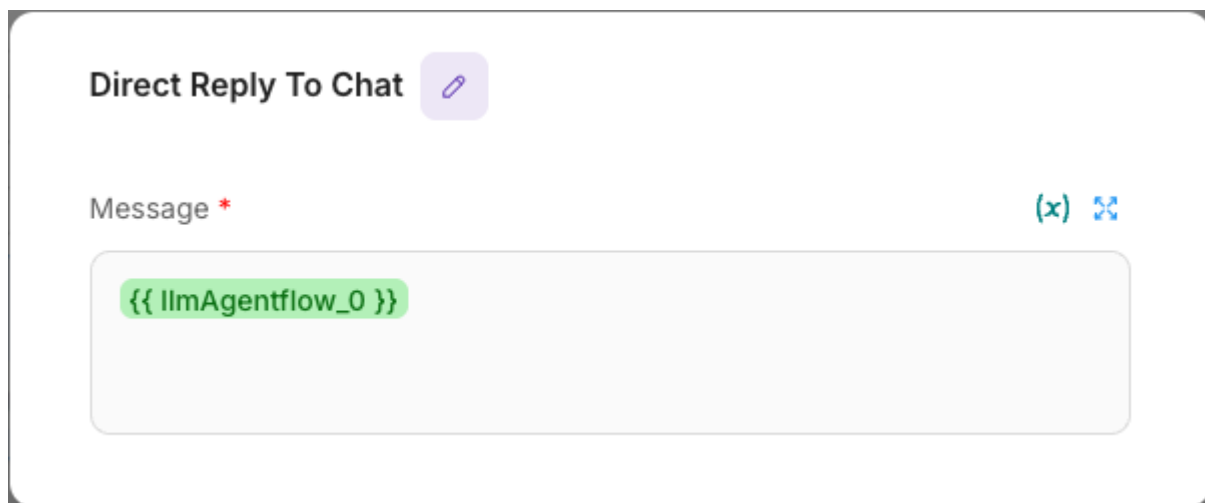 Direct Reply To Chat
Message *
(x)
{{ llmAgentflow_0 }}